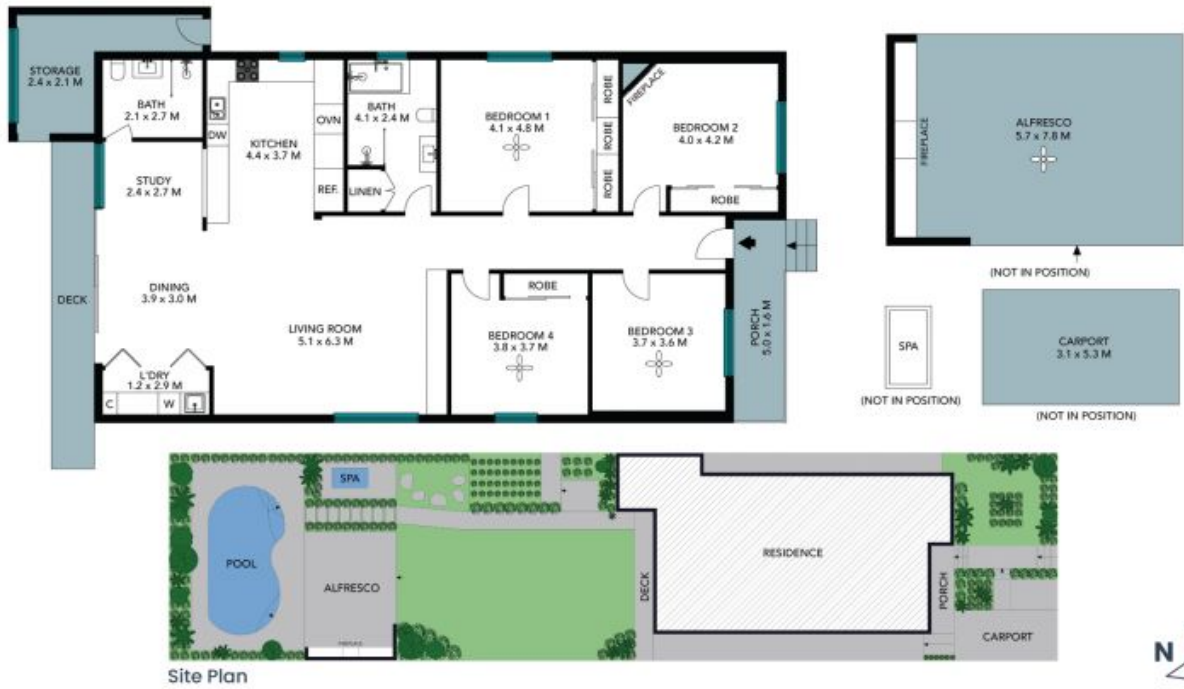 STORAGE
2.4 x 2.1 M
BATH
2.1 x 2.7 M
DW
KITCHEN
4.4 x 3.7 M
OVN
REF.
BATH
4.1 x 2.4 M
LINEN
BEDROOM 1
4.1 x 4.8 M
ROBE
ROBE
ROBE
FIREPLACE
BEDROOM 2
4.0 x 4.2 M
ROBE
STUDY
2.4 x 2.7 M
DECK
DINING
3.9 x 3.0 M
LIVING ROOM
5.1 x 6.3 M
L'DRY
1.2 x 2.9 M
C
W
ROBE
BEDROOM 4
3.8 x 3.7 M
BEDROOM 3
3.7 x 3.6 M
PORCH
5.0 x 1.6 M
FIREPLACE
ALFRESCO
5.7 x 7.8 M
(NOT IN POSITION)
SPA
(NOT IN POSITION)
CARPORT
3.1 x 5.3 M
(NOT IN POSITION)
SPA
POOL
ALFRESCO
FIREPLACE
DECK
RESIDENCE
PORCH
CARPORT
Site Plan
N